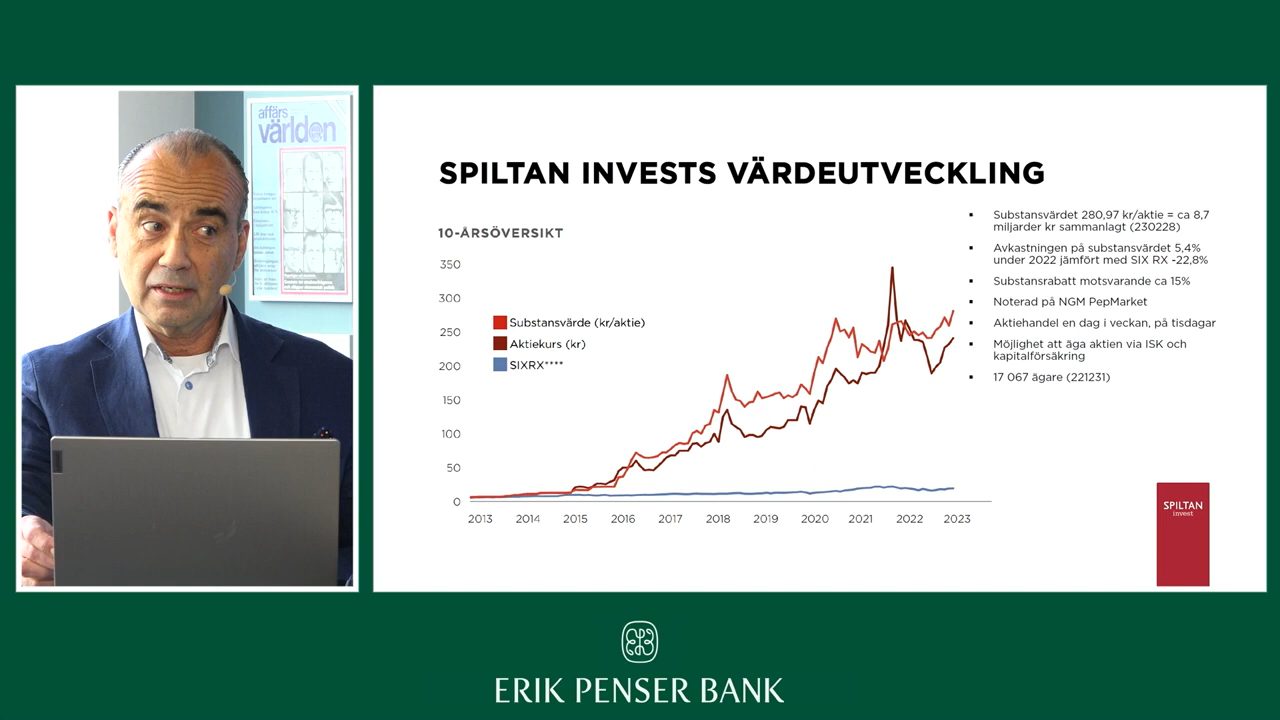 affärs
världen
SPILTAN INVESTS VÄRDEUTVECKLING
10-ÅRSÖVERSIKT
350
300
250
200
150
100
50
0
Substansvärde (kr/aktie)
Aktiekurs (kr)
SIXRX****
2013 2014 2015 2016 2017 2018 2019 2020 2021 2022 2023
▪ Substansvärdet 280,97 kr/aktie = ca 8,7
miljarder kr sammanlagt (230228)
▪ Avkastningen på substansvärdet 5,4%
under 2022 jämfört med SIX RX -22,8%
▪ Substansrabatt motsvarande ca 15%
▪ Noterad på NGM PepMarket
▪ Aktiehandel en dag i veckan, på tisdagar
▪ Möjlighet att äga aktien via ISK och
kapitalförsäkring
▪ 17 067 ägare (221231)
SPILTAN
invest
ERIK PENSER BANK